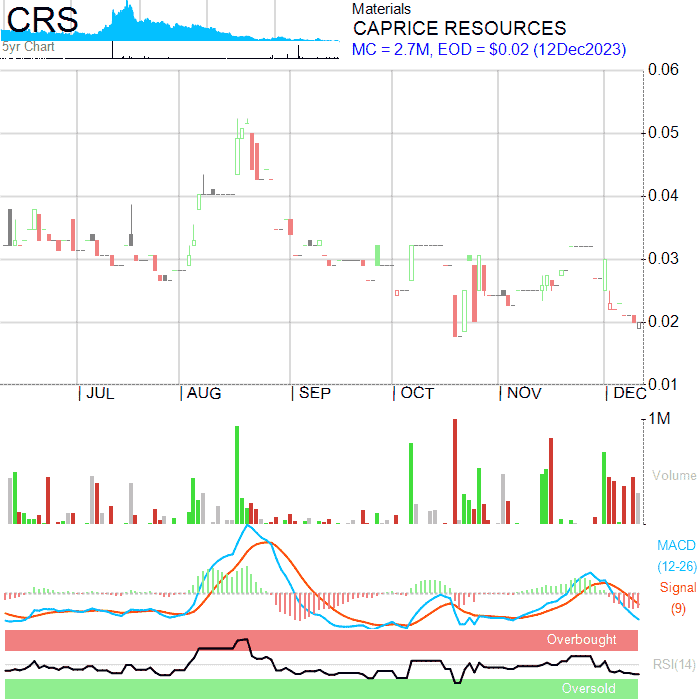 CRS
5yr Chart
Materials
CAPRICE RESOURCES
MC = 2.7M, EOD = $0.02 (12Dec2023)
0.06
0.05
0.04
0.03
0.02
0.01
JUL AUG SEP OCT NOV DEC
1M
Volume
MACD
(12-26)
Signal
(9)
Overbought
RSI(14)
Oversold